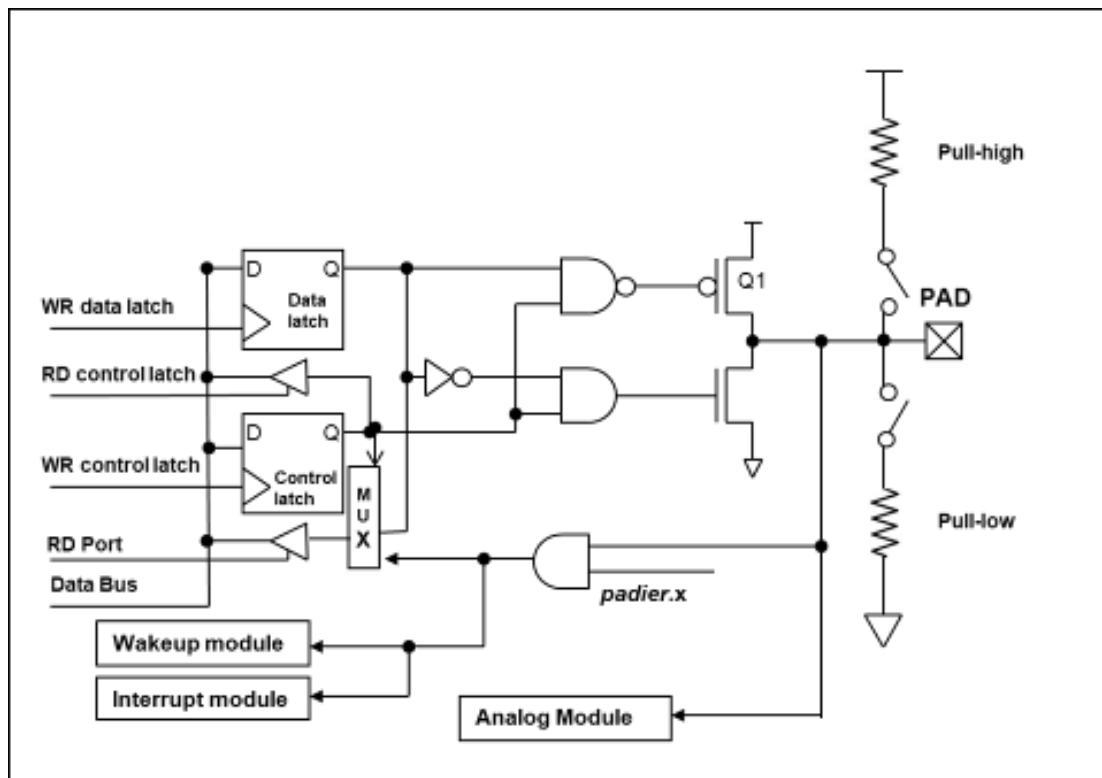 Pull-high
D
Q
Data
latch
Q1
WR data latch
PAD
RD control latch
D
Q
WR control latch
Control
latch
M
U
X
Pull-low
RD Port
Data Bus
padier.x
Wakeup module
Interrupt module
Analog Module